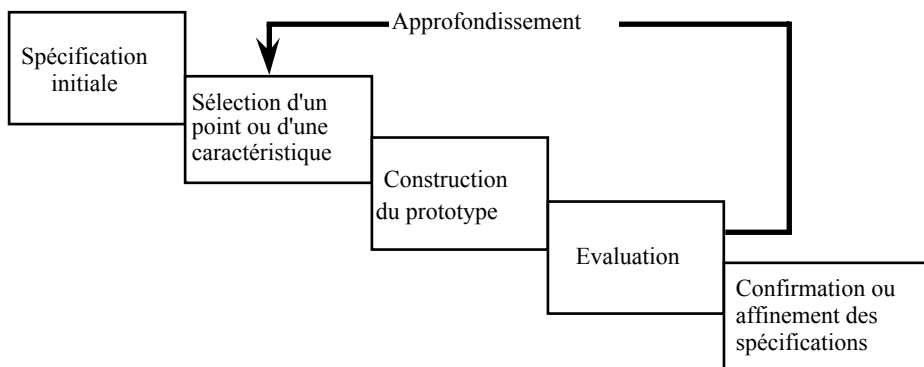 Approfondissement
Spécification
initiale
Sélection d'un
point ou d'une
caractéristique
Construction
du prototype
Evaluation
Confirmation ou
affinement des
spécifications